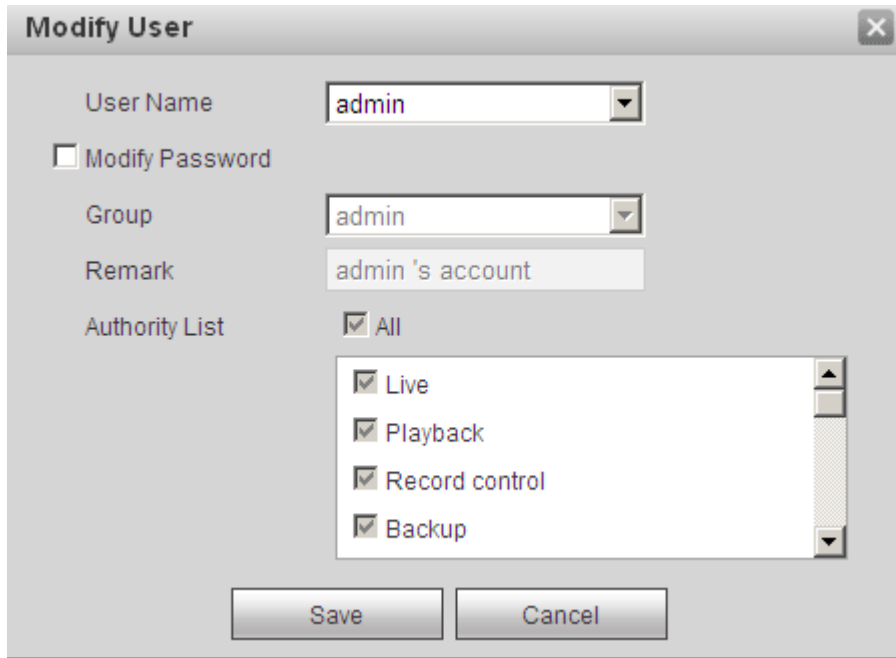 Modify User
User Name admin
Modify Password
Group admin
Remark admin 's account
Authority List All
Live
Playback
Record control
Backup
Save Cancel